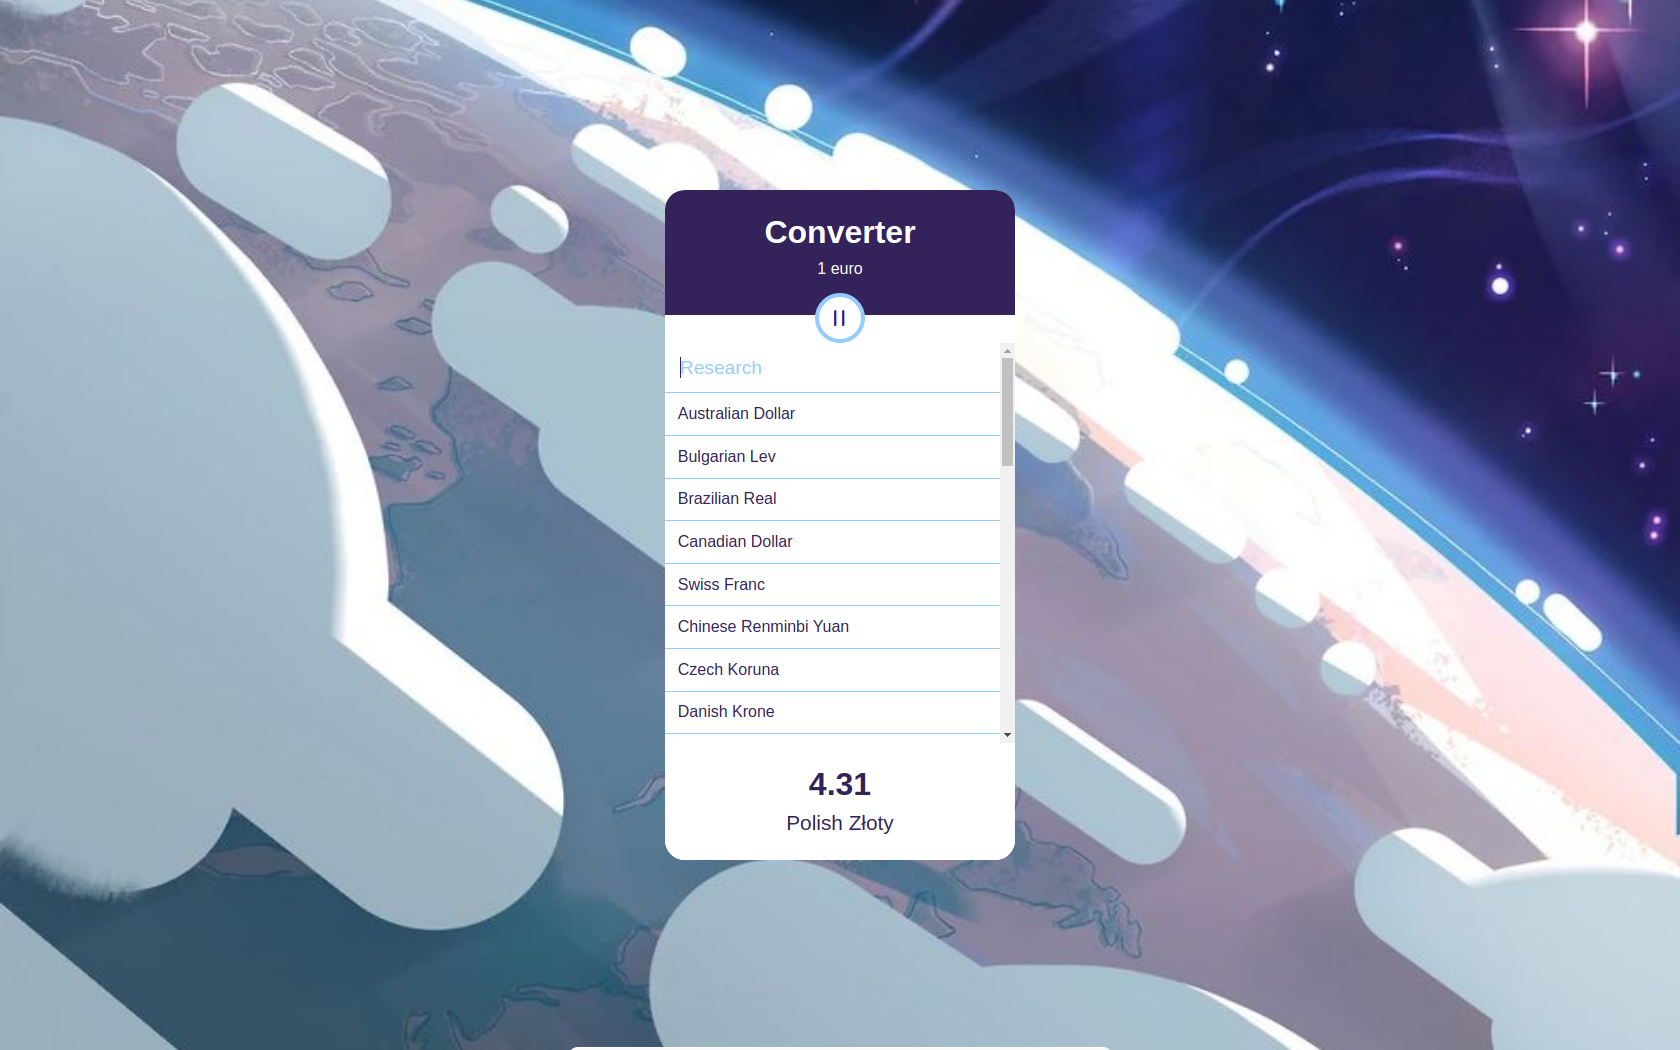 Converter
1 euro
Research
Australian Dollar
Bulgarian Lev
Brazilian Real
Canadian Dollar
Swiss Franc
Chinese Renminbi Yuan
Czech Koruna
Danish Krone
4.31
Polish Złoty